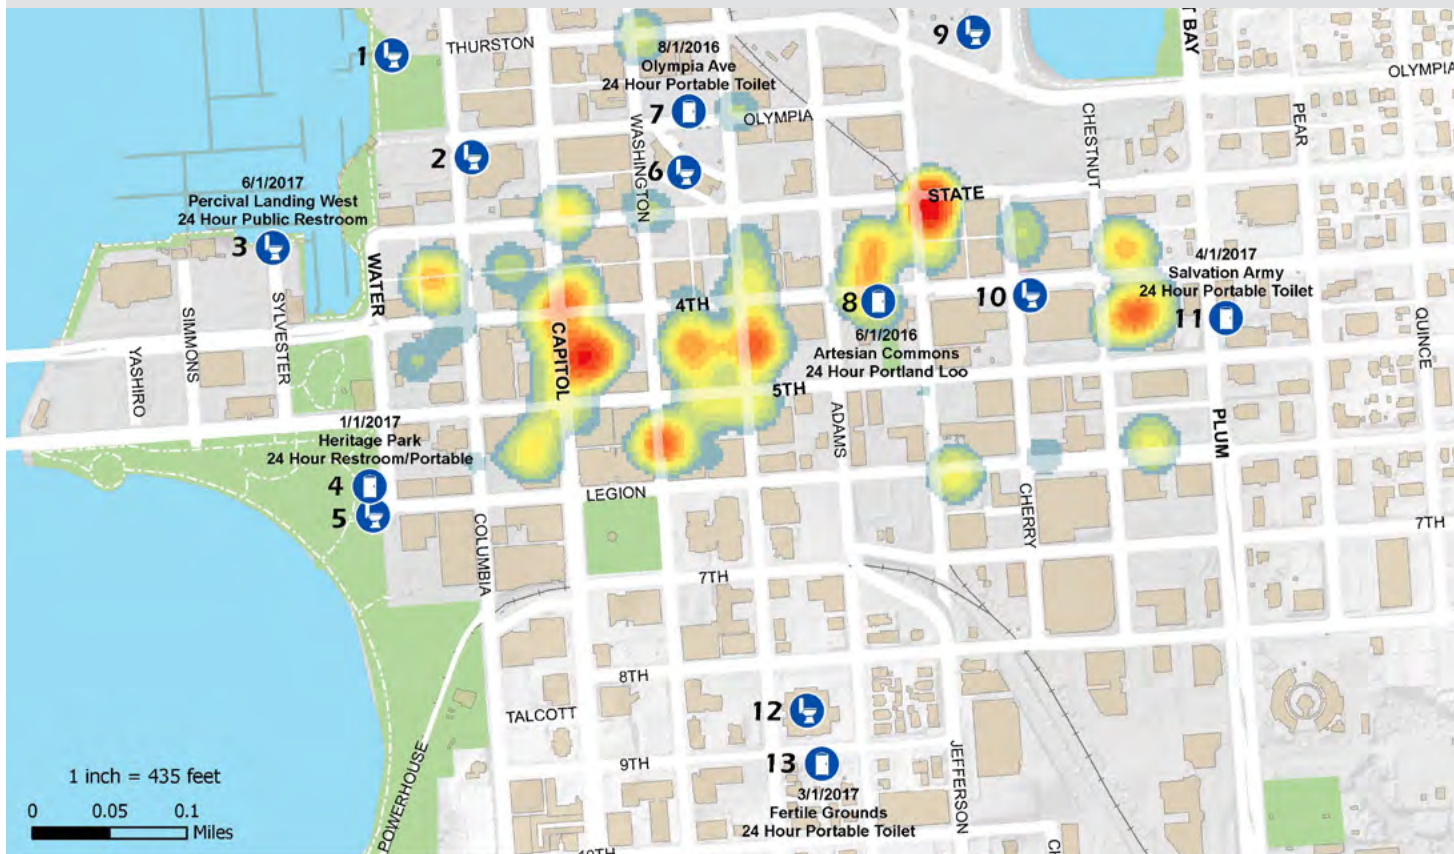 THURSTON
1
8/1/2016
Olympia Ave
24 Hour Portable Toilet
9
BAY
OLYMPIA
7
OLYMPIA
WASHINGTON
CHESTNUT
PEAR
2
6
6/1/2017
Percival Landing West
24 Hour Public Restroom
3
STATE
WATER
4/1/2017
Salvation Army
24 Hour Portable Toilet
11
8
10
4TH
SYLVESTER
SIMMONS
YASHIRO
CAPITOL
6/1/2016
Artesian Commons
24 Hour Portland Loo
QUINCE
5TH
ADAMS
PLUM
1/1/2017
Heritage Park
24 Hour Restroom/Portable
4
5
LEGION
CHERRY
COLUMBIA
7TH
7TH
8TH
TALCOTT
12
9TH
13
JEFFERSON
POWERHOUSE
3/1/2017
Fertile Grounds
24 Hour Portable Toilet
1 inch = 435 feet
0 0.05 0.1
Miles